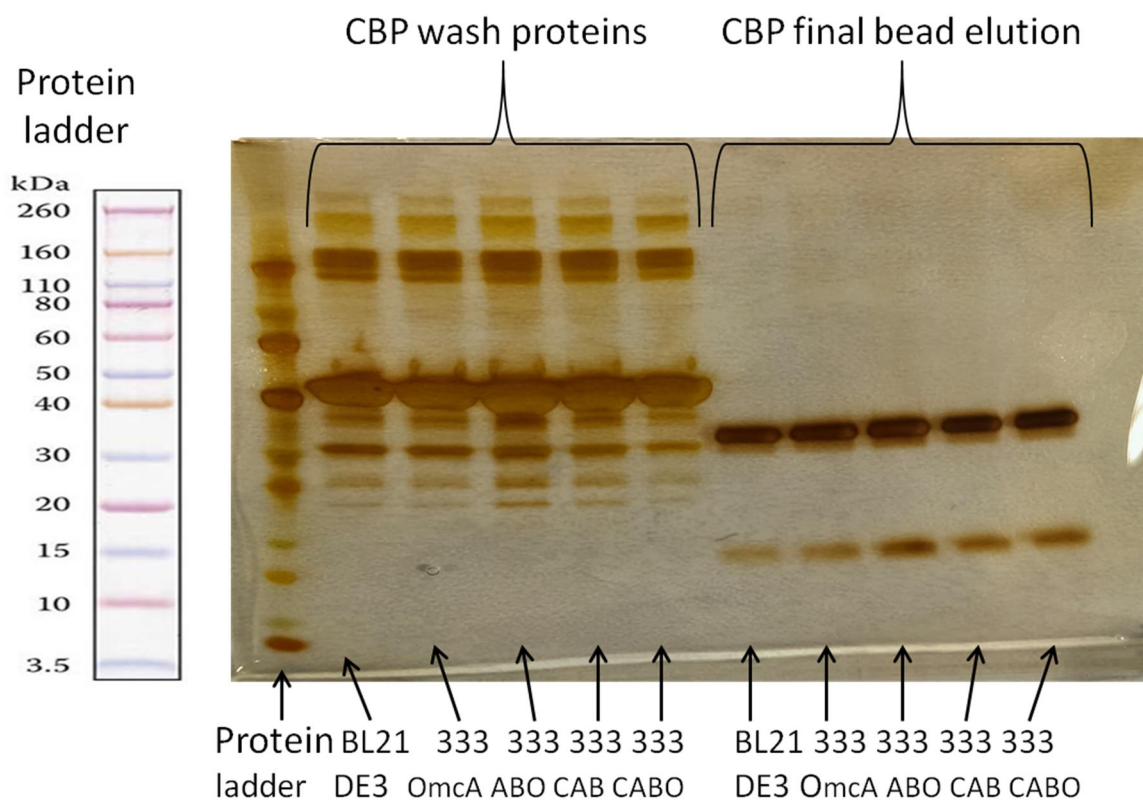 CBP wash proteins
CBP final bead elution
Protein
ladder
kDa
260
160
110
80
60
50
40
30
20
15
10
3.5
Protein BL21 333 333 333 333
ladder DE3 OmcA ABO CAB CABO
BL21 333 333 333 333
DE3 OmcA ABO CAB CABO